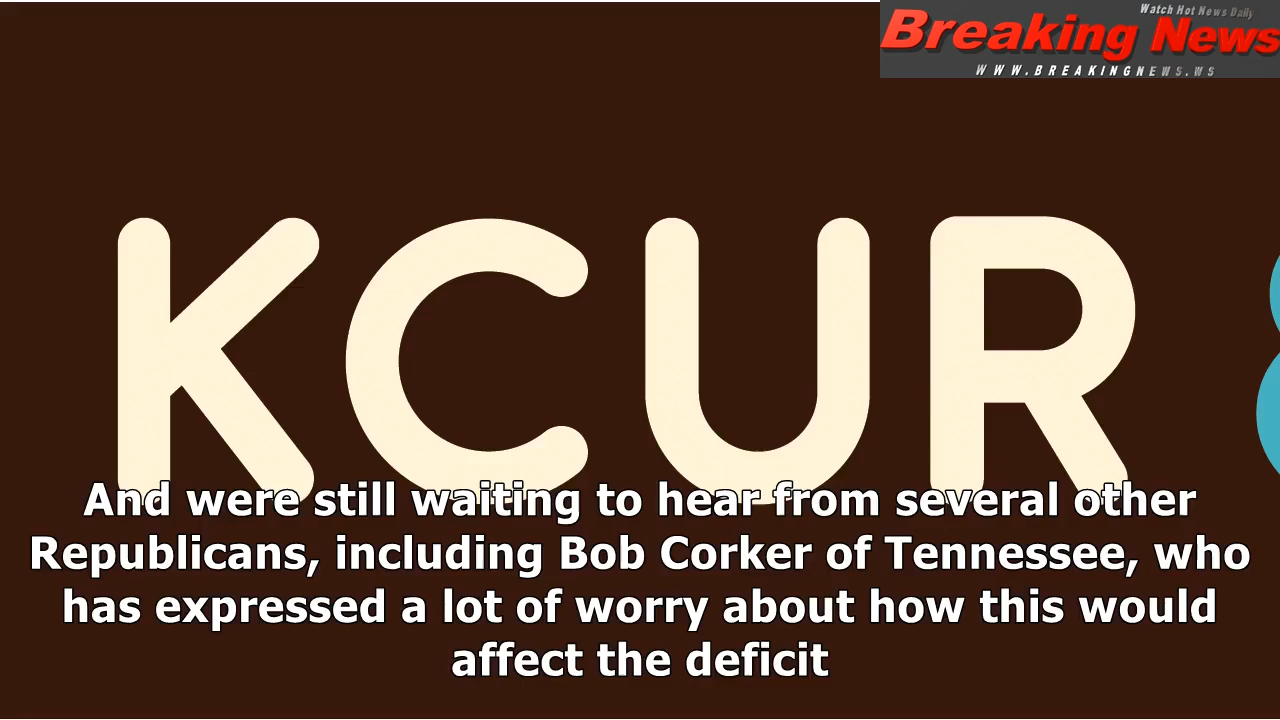 Watch Hot News Daily
Breaking News
WWW.BREAKINGNEWS.WS
KCUR
And were still waiting to hear from several other
Republicans, including Bob Corker of Tennessee, who
has expressed a lot of worry about how this would
affect the deficit